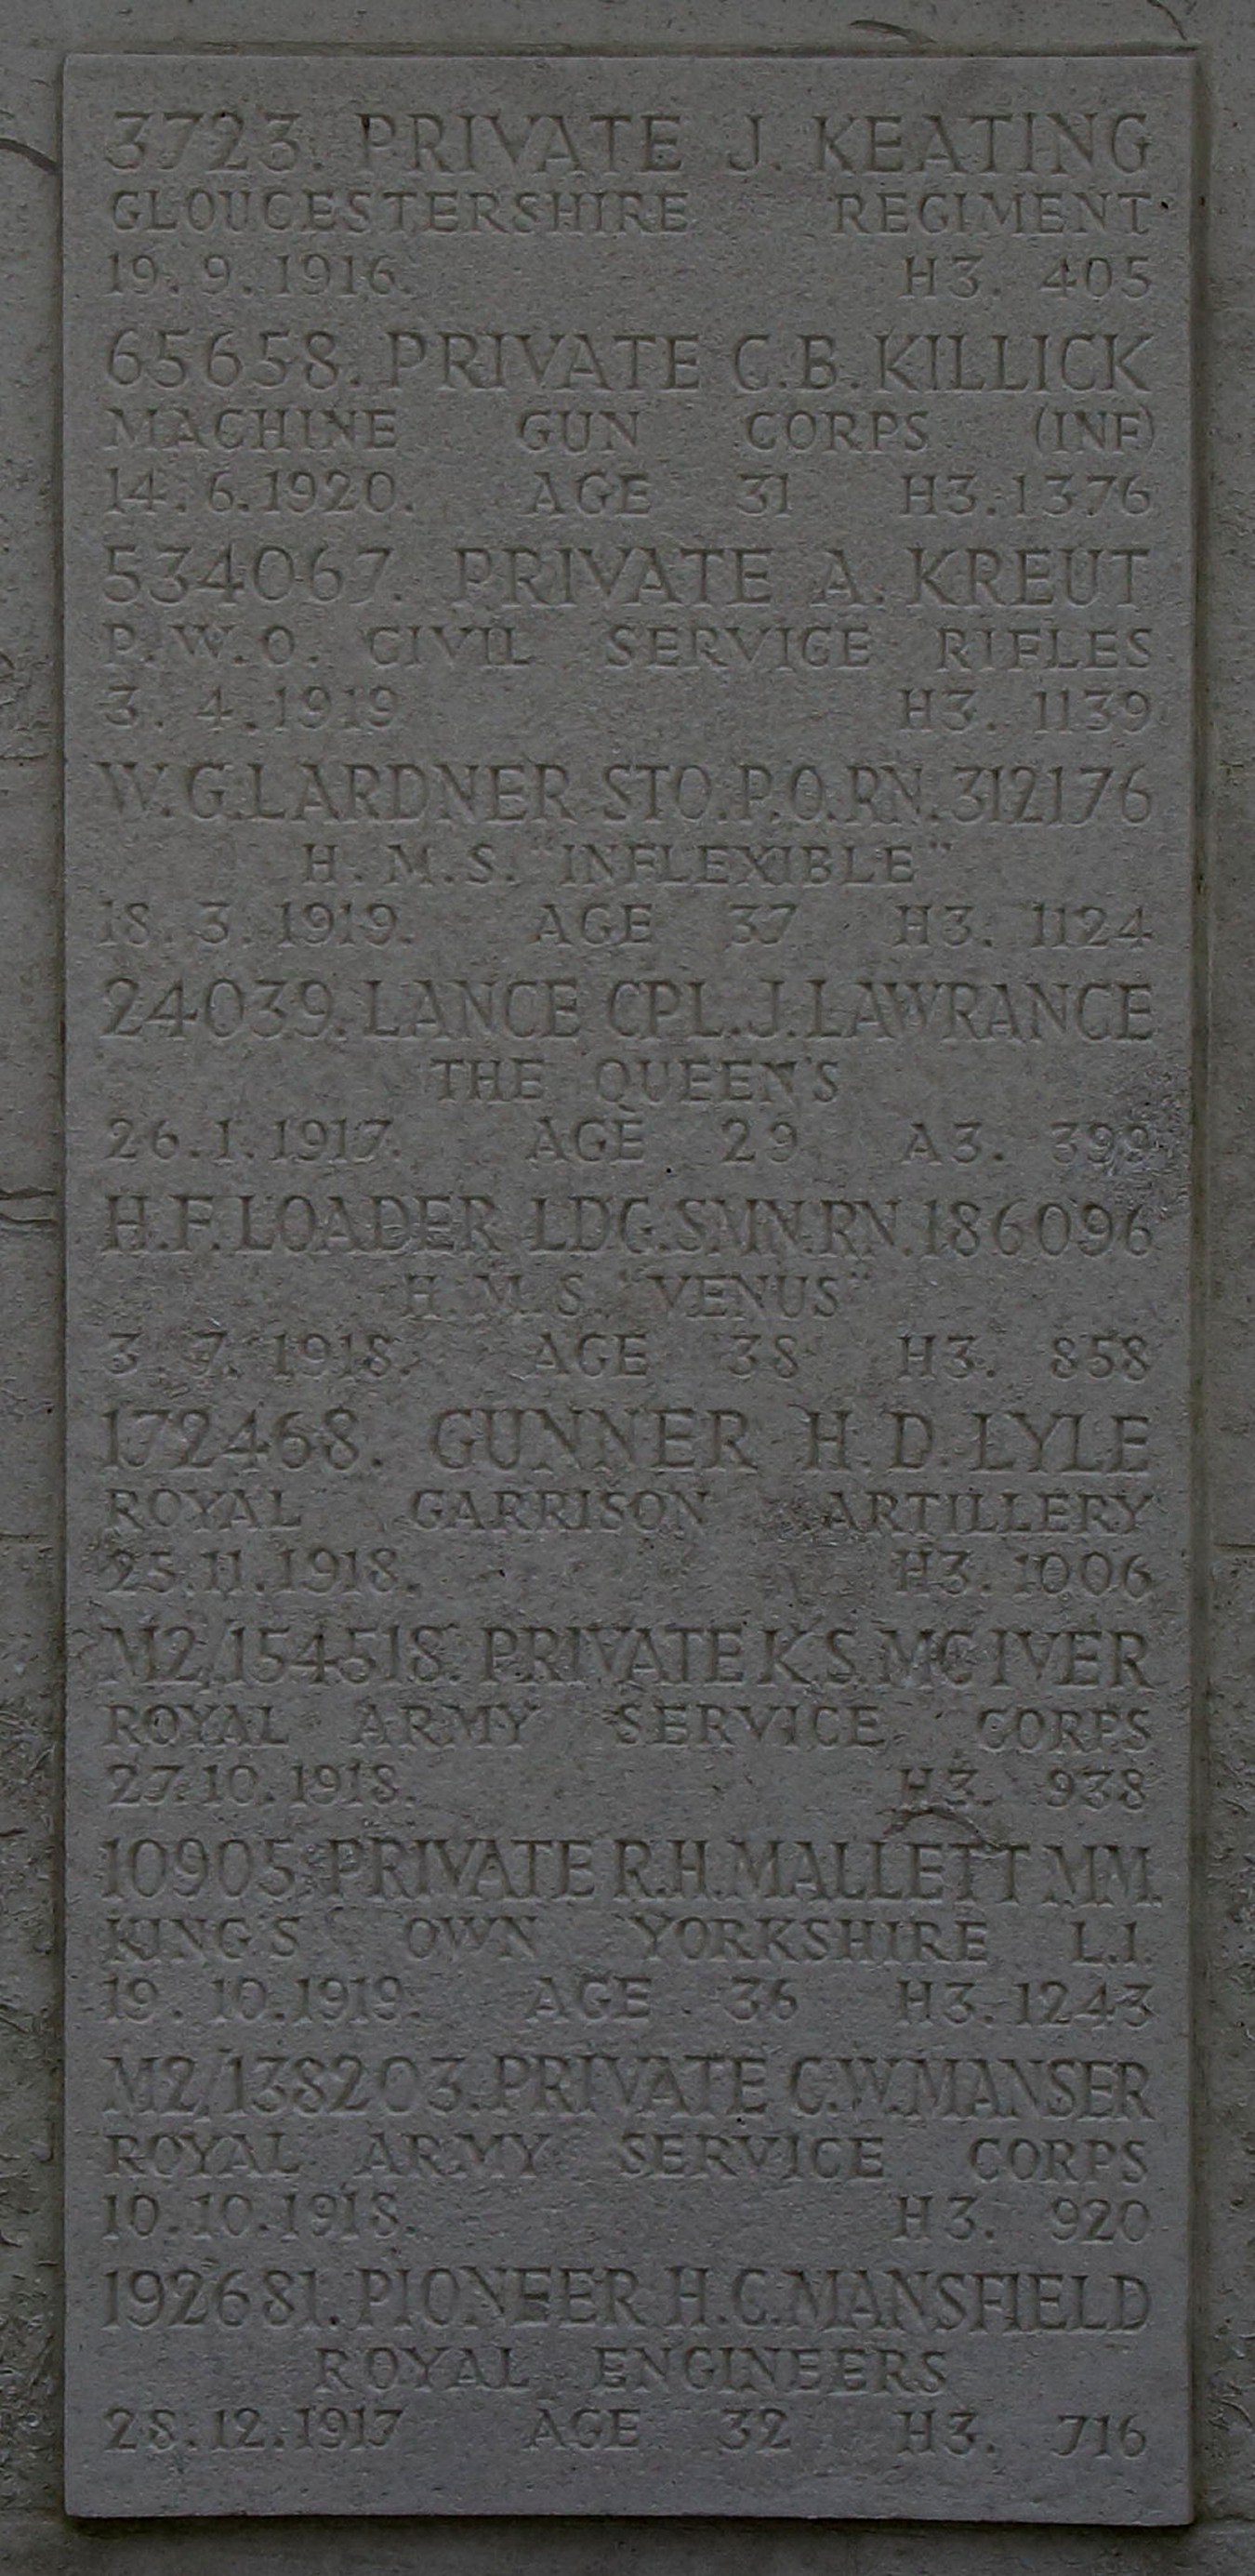 3723. PRIVATE J. KEATING
GLOUCESTERSHIRE REGIMENT
19. 9. 1916. H3. 405
65658. PRIVATE C.B. KILLICK
MACHINE GUN CORPS (INF)
14. 6. 1920. AGE 31 H3. 1376
534067. PRIVATE A. KREUT
P. W. O. CIVIL SERVICE RIFLES
3. 4. 1919 H3. 1139
W.G.LARDNER STO.P.O.RN.312176
H. M. S. "INFLEXIBLE"
18. 3. 1919. AGE 37 H3. 1124
24039. LANCE CPL.J.LAWRANCE
THE QUEEN'S
26. 1. 1917. AGE 29 A3. 399
H.F.LOADER LDG.SMN.RN.186096
H. M. S. "VENUS"
3. 7. 1918. AGE 38 H3. 858
172468. GUNNER H. D. LYLE
ROYAL GARRISON ARTILLERY
25. 11. 1918. H3. 1006
M2/154518. PRIVATE K.S.MCIVER
ROYAL ARMY SERVICE CORPS
27.10. 1918. H3. 938
10905.PRIVATE R.H.MALLETT MM.
KING'S OWN YORKSHIRE L.I.
19. 10. 1919. AGE 36 H3. 1243
M2/138203.PRIVATE C.W.MANSER
ROYAL ARMY SERVICE CORPS
10. 10. 1918. H3. 920
192681. PIONEER H.C.MANSFIELD
ROYAL ENGINEERS
28. 12. 1917 AGE 32 H3. 716